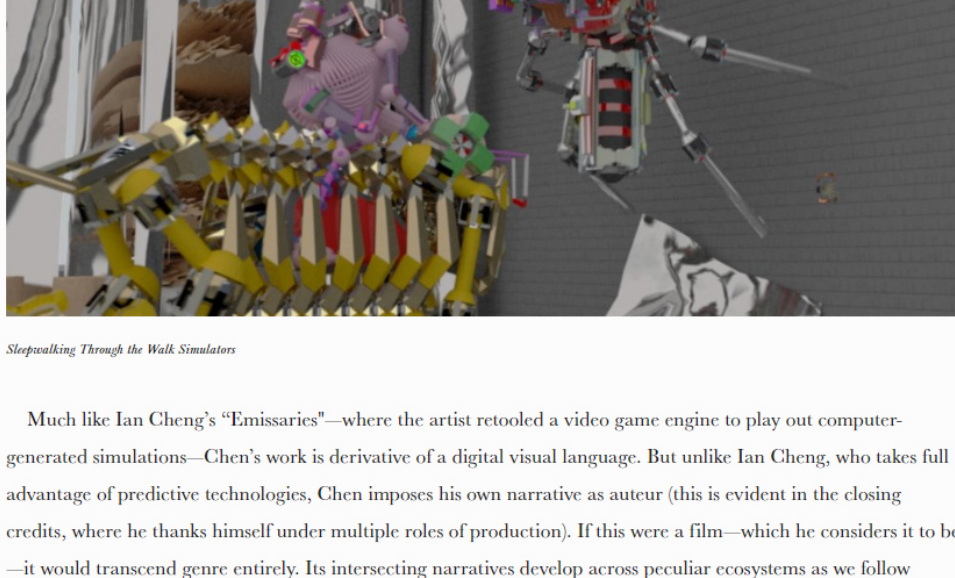 Sleepwalking Through the Walk Simulators
Much like Ian Cheng’s “Emissaries"—where the artist retooled a video game engine to play out computer-
generated simulations—Chen’s work is derivative of a digital visual language. But unlike Ian Cheng, who takes full
advantage of predictive technologies, Chen imposes his own narrative as auteur (this is evident in the closing
credits, where he thanks himself under multiple roles of production). If this were a film—which he considers it to be
—it would transcend genre entirely. Its intersecting narratives develop across peculiar ecosystems as we follow